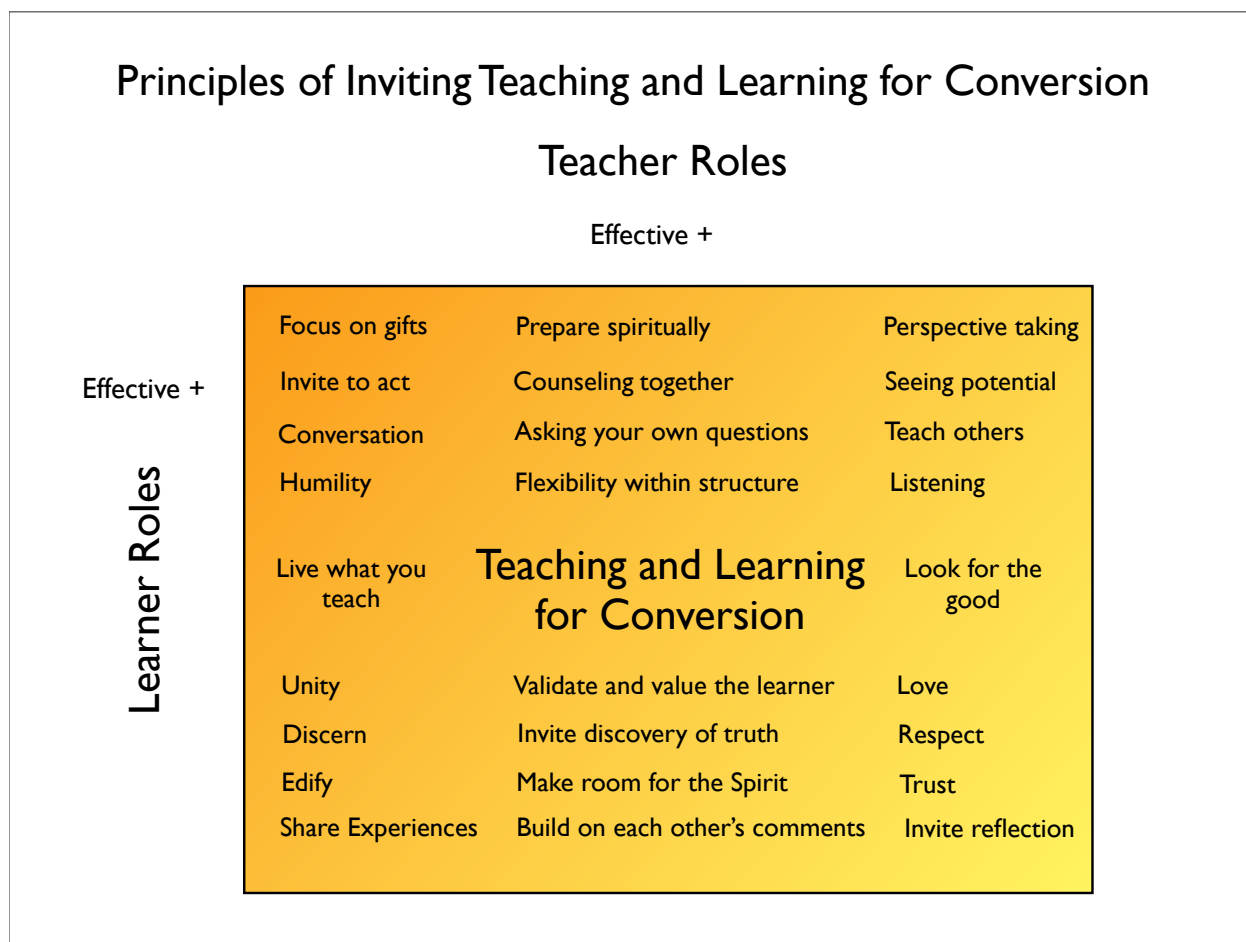 Principles of Inviting Teaching and Learning for Conversion
Teacher Roles
Effective +
Effective +
Learner Roles
Focus on gifts Prepare spiritually Perspective taking
Invite to act Counseling together Seeing potential
Conversation Asking your own questions Teach others
Humility Flexibility within structure Listening
Live what you
teach
Teaching and Learning
for Conversion
Look for the
good
Unity Validate and value the learner Love
Discern Invite discovery of truth Respect
Edify Make room for the Spirit Trust
Share Experiences Build on each other’s comments Invite reflection